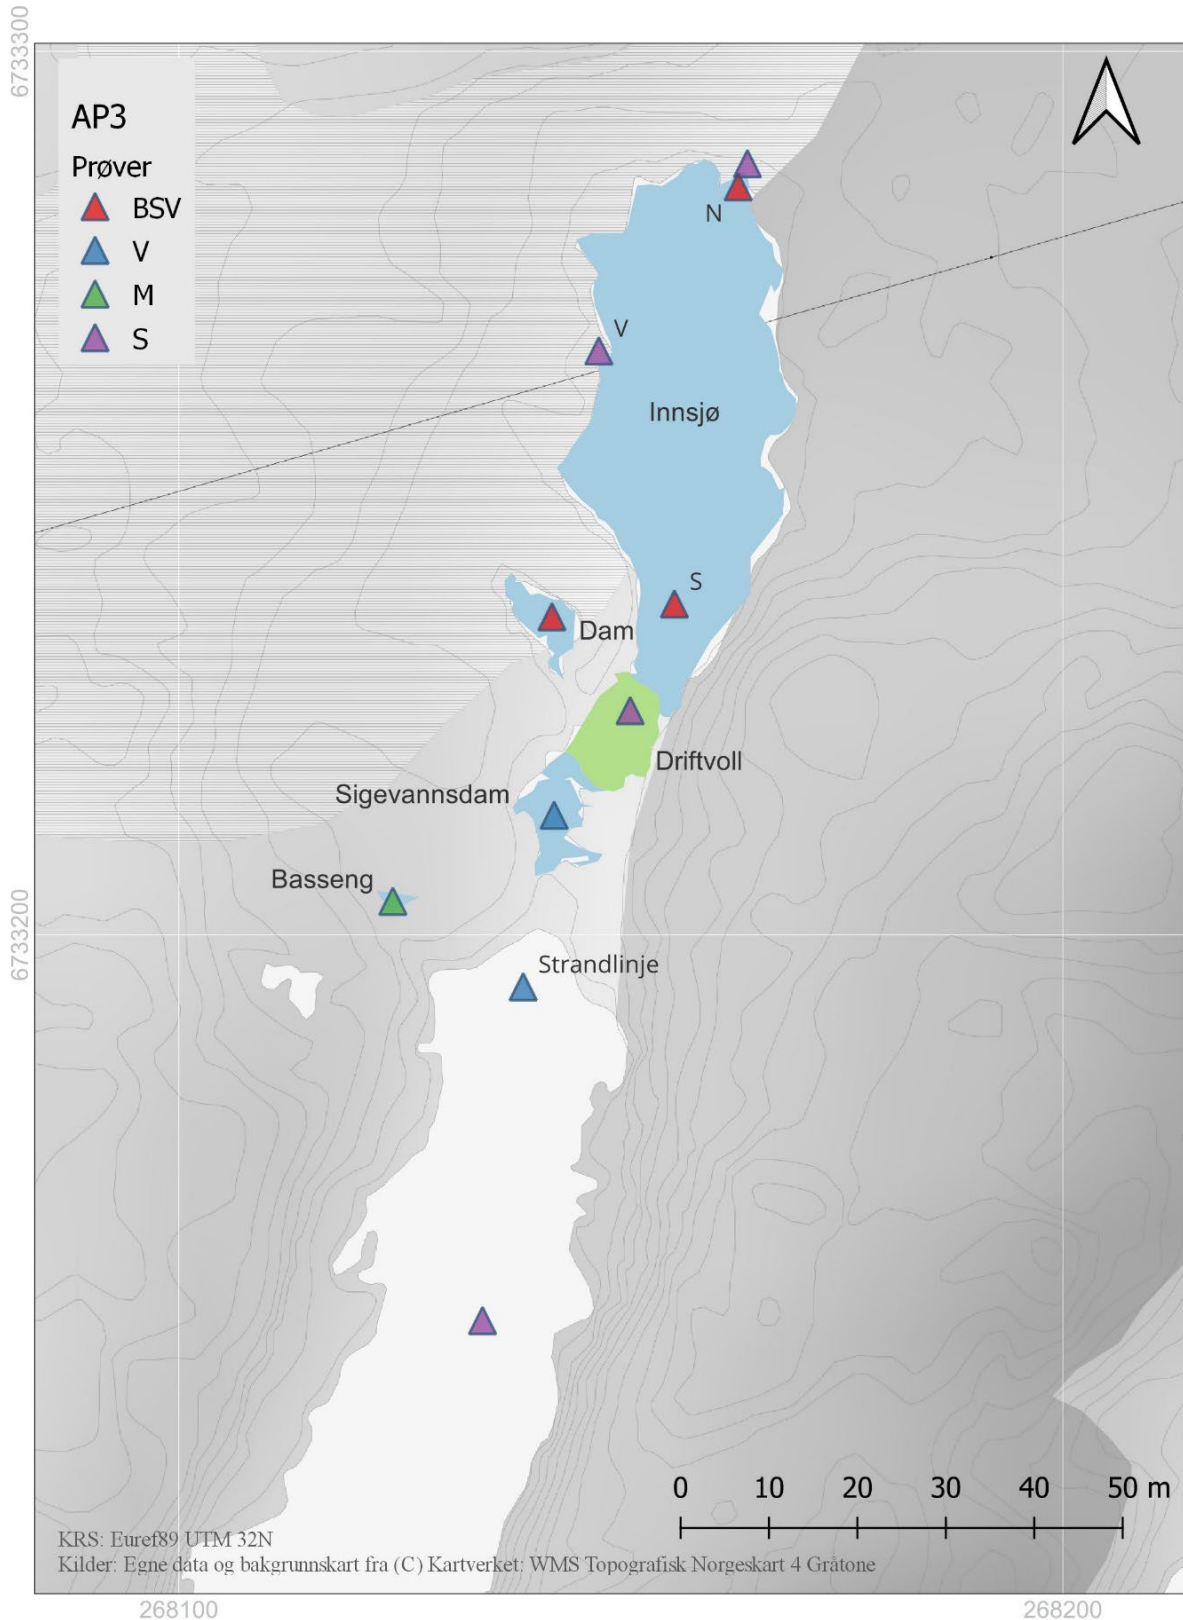 6733300
AP3
Prøver
BSV
V
M
S
N
V
Innsjø
S
Dam
Driftvoll
Sigevannsdam
Basseng
6733200
Strandlinje
0 10 20 30 40 50 m
KRS: Euref89 UTM 32N
Kilder: Egne data og bakgrunnskart fra (C) Kartverket: WMS Topografisk Norgeskart 4 Gråtone
268100 268200